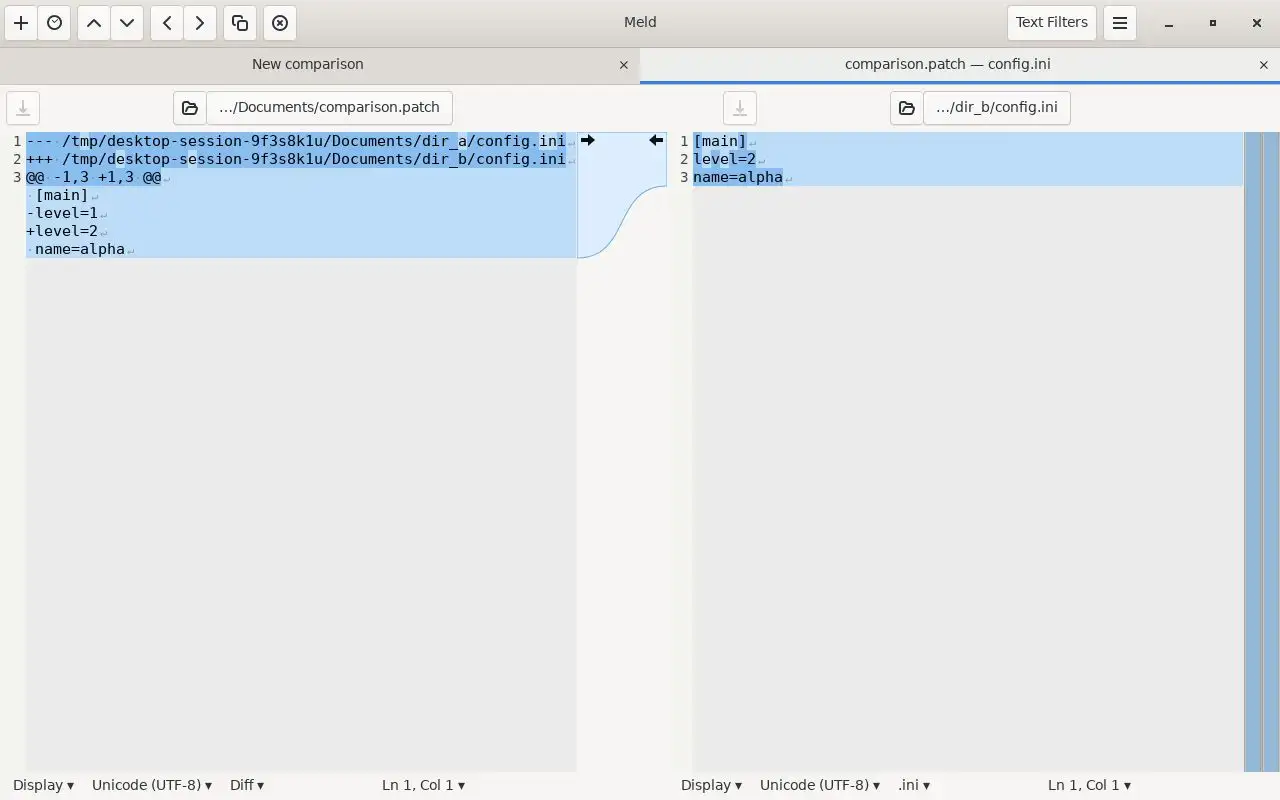 Meld
Text Filters
New comparison
comparison.patch — config.ini
.../Documents/comparison.patch
.../dir_b/config.ini
1 --- /tmp/desktop-session-9f3s8k1u/Documents/dir_a/config.ini
2 +++ /tmp/desktop-session-9f3s8k1u/Documents/dir_b/config.ini
3 @@ -1,3 +1,3 @@
[main]
-level=1
+level=2
name=alpha
1 [main]
2 level=2
3 name=alpha
Display Unicode (UTF-8) Diff Ln 1, Col 1
Display Unicode (UTF-8) .ini Ln 1, Col 1